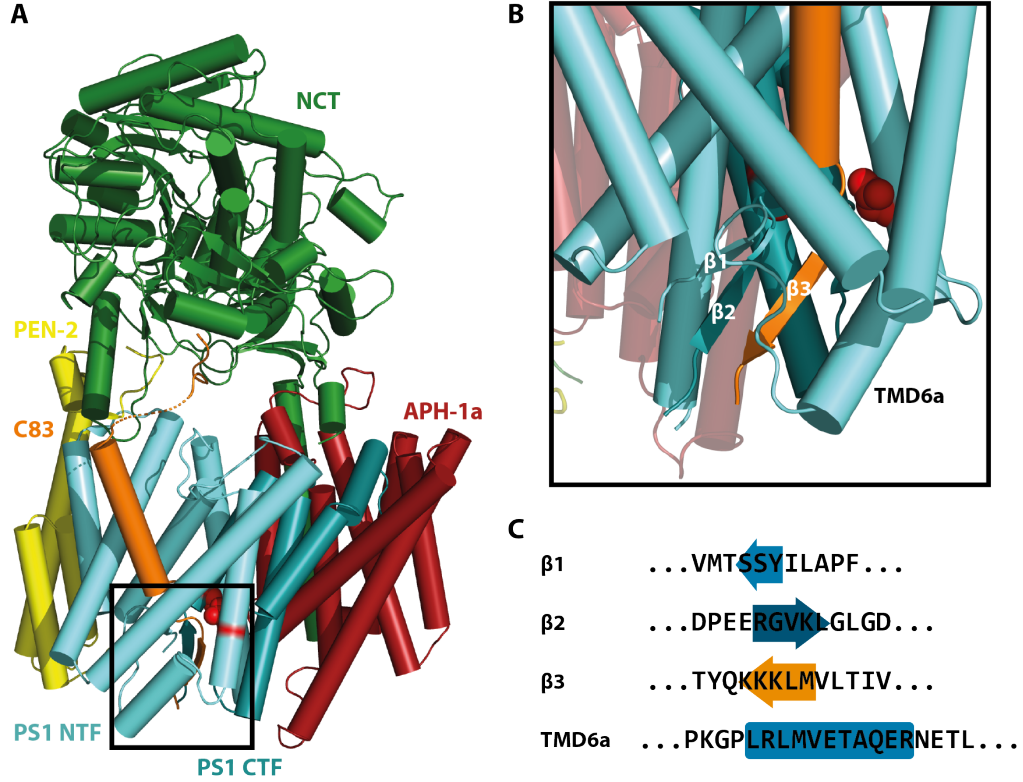 A
NCT
PEN-2
C83
APH-1a
PS1 NTF
PS1 CTF
B
β1
β2
β3
TMD6a
C
β1 ...VMTSSYILAPF...
β2 ...DPEERGVKLGLGD...
β3 ...TYQKKKLMVLTIV...
TMD6a ...PKGPLRLMVETAQERNETL...